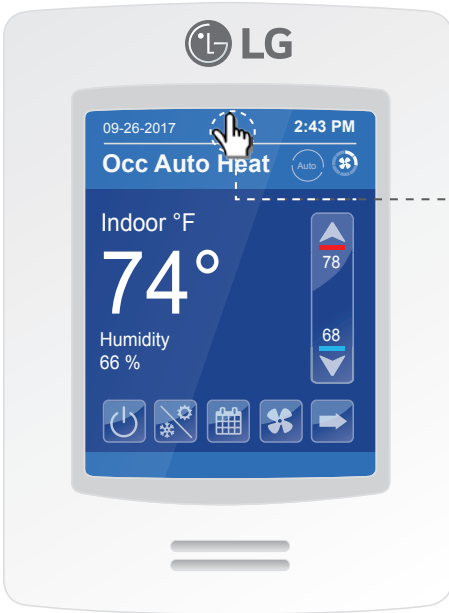 LG
09-26-2017 2:43 PM
Occ Auto Heat Auto
Indoor °F
74°
78
Humidity
66 %
68